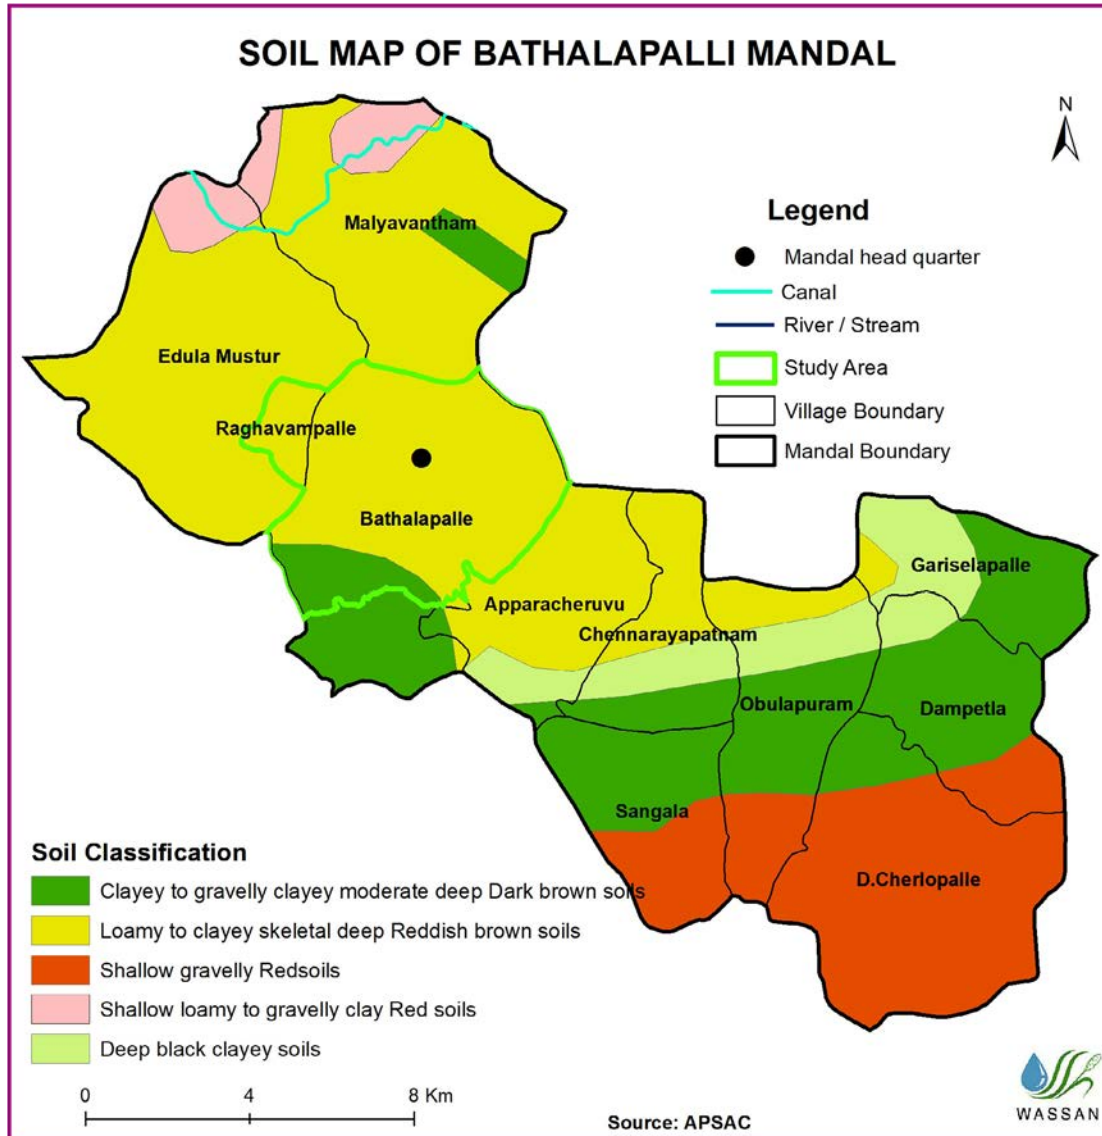 SOIL MAP OF BATHALAPALLI MANDAL
N
Malyavantham
Edula Mustur
Raghavampalle
Bathalapalle
Apparacheruvu
Chennarayapatnam
Gariselapalle
Obulapuram
Dampetla
Sangala
D.Cherlopalle
Legend
Mandal head quarter
Canal
River / Stream
Study Area
Village Boundary
Mandal Boundary
Soil Classification
Clayey to gravelly clayey moderate deep Dark brown soils
Loamy to clayey skeletal deep Reddish brown soils
Shallow gravelly Redsoils
Shallow loamy to gravelly clay Red soils
Deep black clayey soils
0 4 8 Km
Source: APSAC
WASSAN